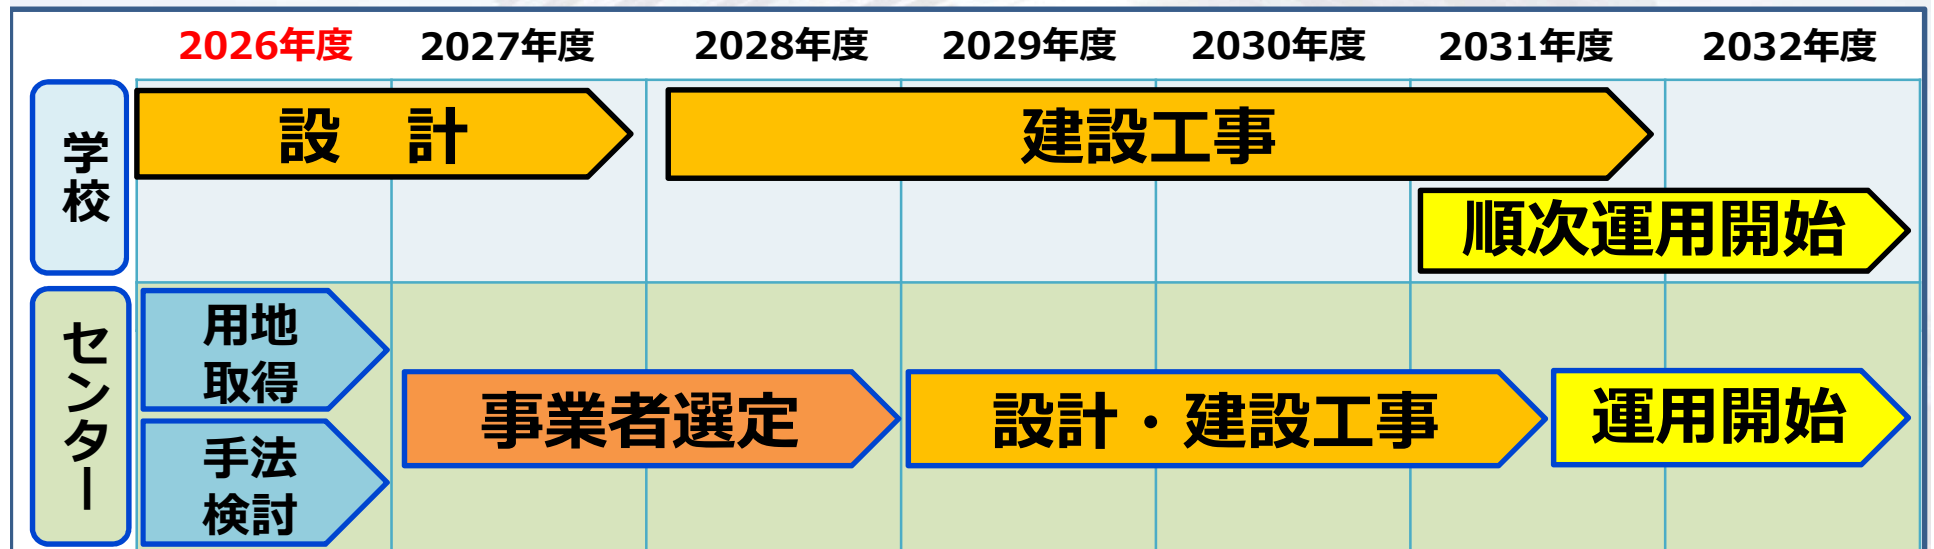 2026年度 2027年度 2028年度 2029年度 2030年度 2031年度 2032年度
学校
設　計
建設工事
順次運用開始
センター
用地
取得
手法
検討
事業者選定
設計・建設工事
運用開始